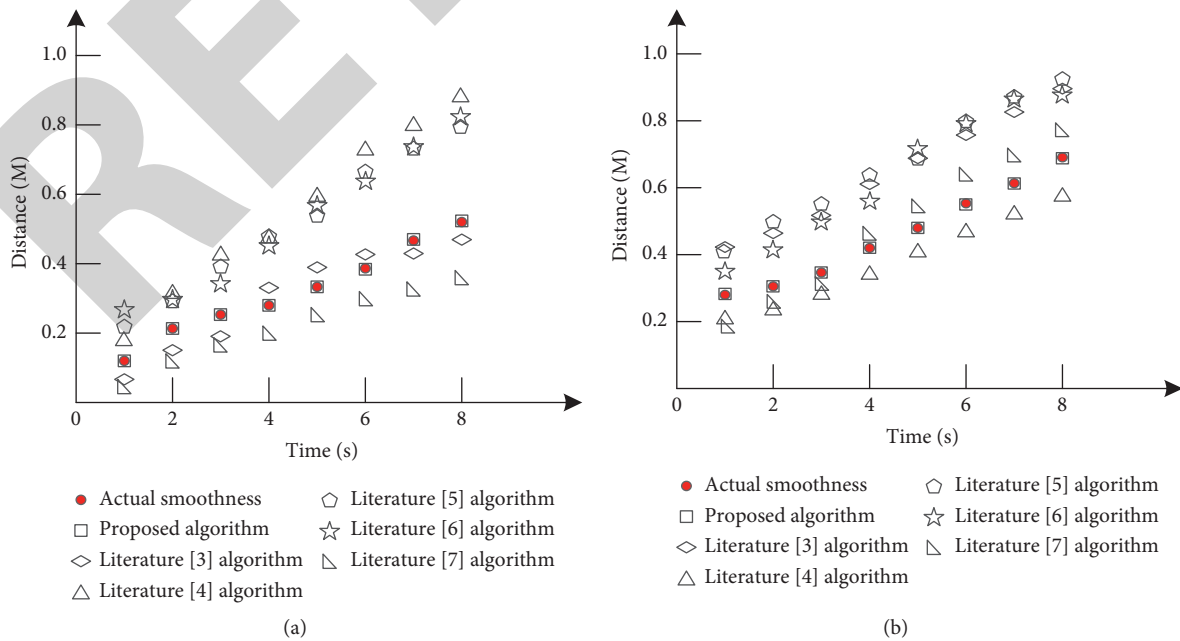 RET
1.0
0.8
0.6
0.4
0.2
Distance (M)
0
2
4
6
8
Time (s)
Actual smoothness
Proposed algorithm
Literature [3] algorithm
Literature [4] algorithm
Literature [5] algorithm
Literature [6] algorithm
Literature [7] algorithm
(a)
1.0
0.8
0.6
0.4
0.2
Distance (M)
0
2
4
6
8
Time (s)
Actual smoothness
Proposed algorithm
Literature [3] algorithm
Literature [4] algorithm
Literature [5] algorithm
Literature [6] algorithm
Literature [7] algorithm
(b)